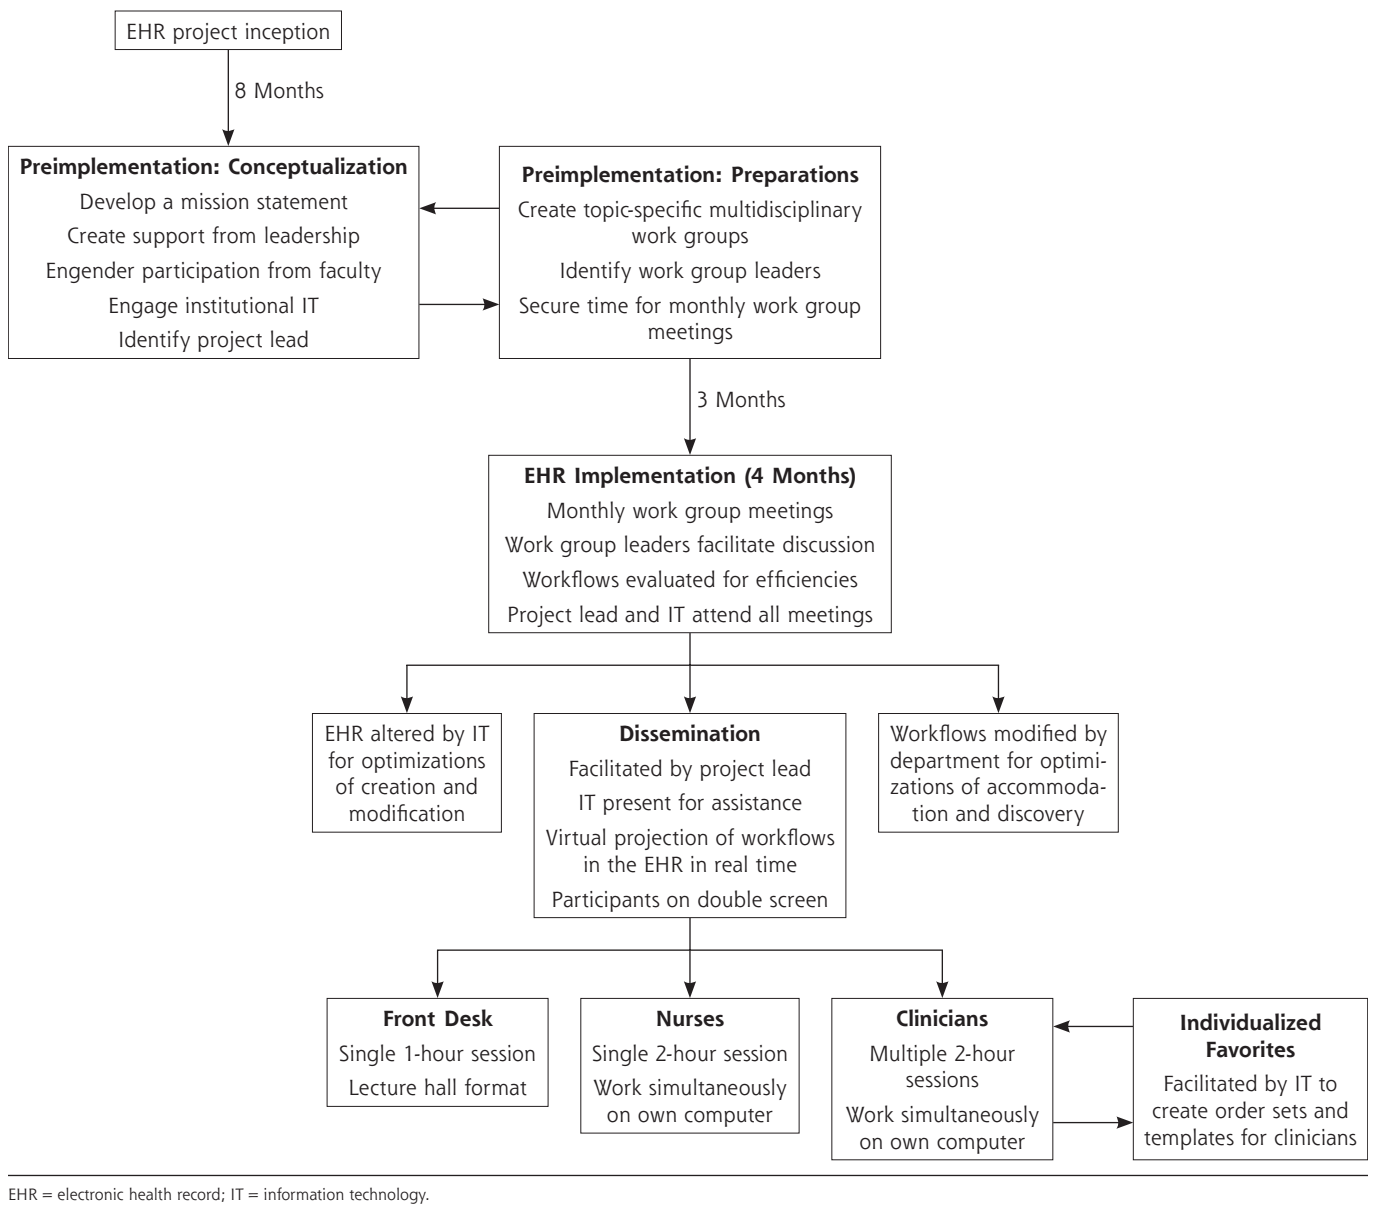 EHR project inception
8 Months
Preimplementation: Conceptualization
Develop a mission statement
Create support from leadership
Engender participation from faculty
Engage institutional IT
Identify project lead
Preimplementation: Preparations
Create topic-specific multidisciplinary
work groups
Identify work group leaders
Secure time for monthly work group
meetings
3 Months
EHR Implementation (4 Months)
Monthly work group meetings
Work group leaders facilitate discussion
Workflows evaluated for efficiencies
Project lead and IT attend all meetings
EHR altered by IT
for optimizations
of creation and
modification
Dissemination
Facilitated by project lead
IT present for assistance
Virtual projection of workflows
in the EHR in real time
Participants on double screen
Workflows modified by
department for optimi-
zations of accommoda-
tion and discovery
Front Desk
Single 1-hour session
Lecture hall format
Nurses
Single 2-hour session
Work simultaneously
on own computer
Clinicians
Multiple 2-hour
sessions
Work simultaneously
on own computer
Individualized
Favorites
Facilitated by IT to
create order sets and
templates for clinicians
EHR = electronic health record; IT = information technology.